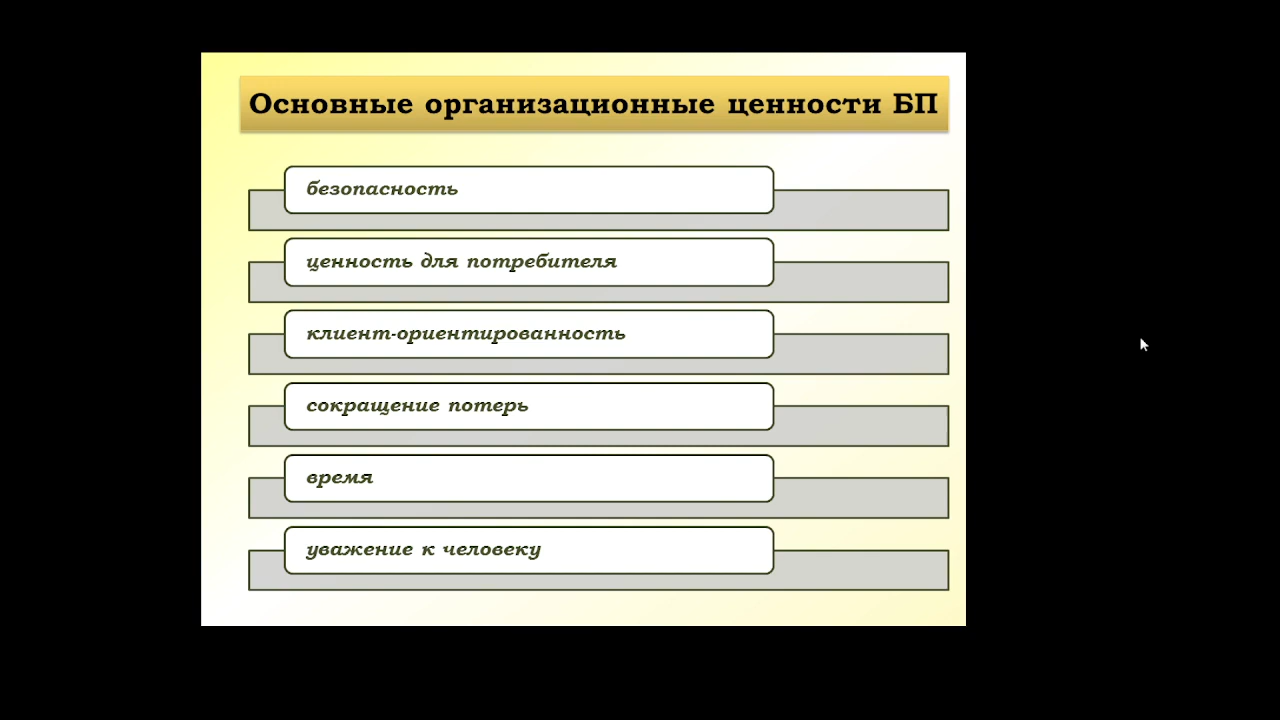 Основные организационные ценности БП
безопасность
ценность для потребителя
клиент-ориентированность
сокращение потерь
время
уважение к человеку